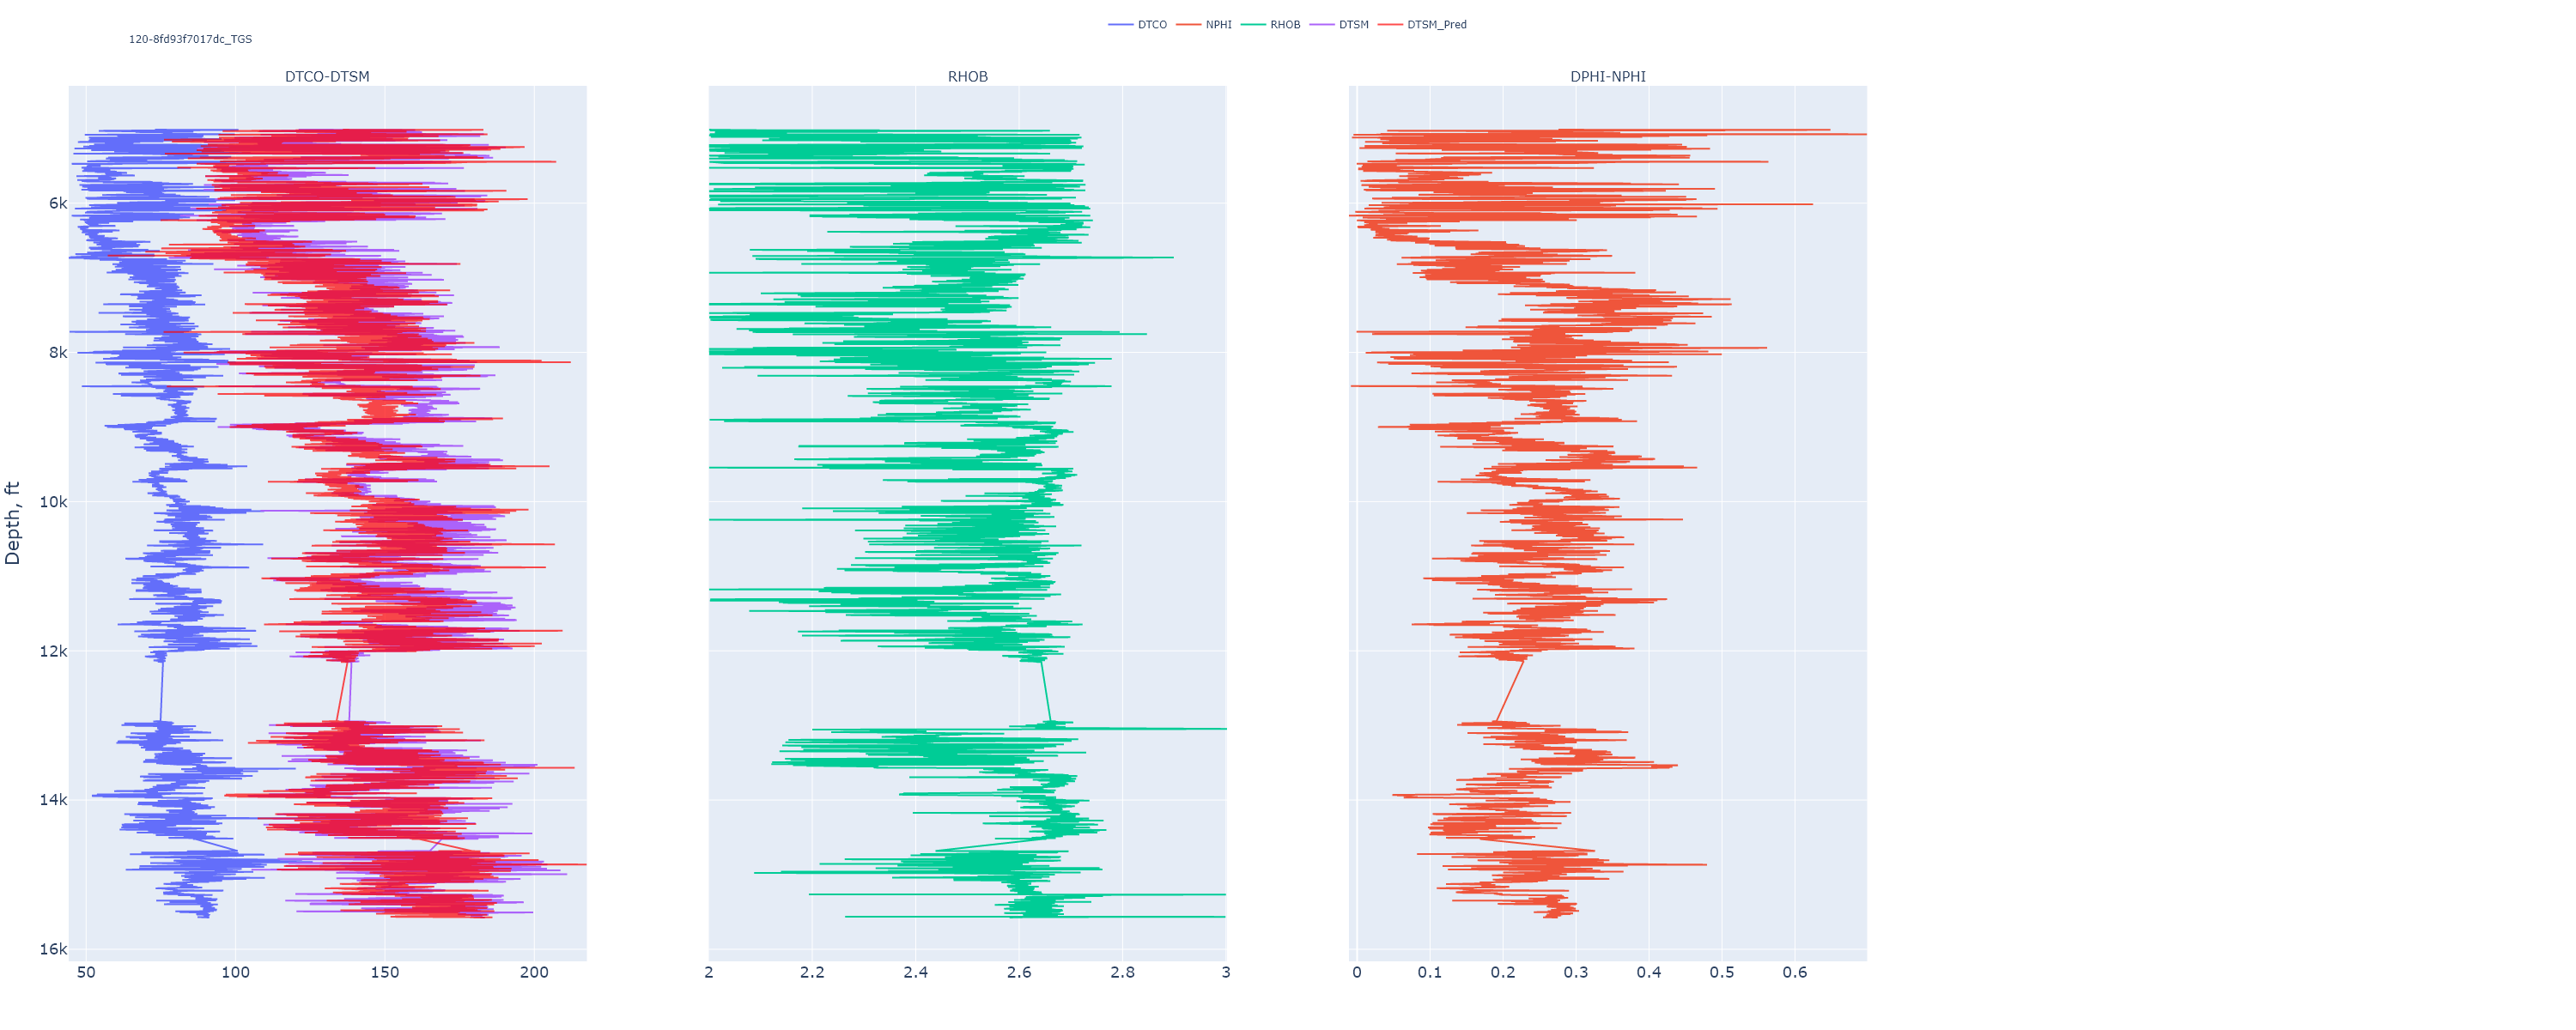 DTCO NPHI RHOB DTSM DTSM_Pred
120-8fd93f7017dc_TGS
DTCO-DTSM RHOB DPHI-NPHI
Depth, ft
6k
8k
10k
12k
14k
16k
50 100 150 200
2 2.2 2.4 2.6 2.8 3
0 0.1 0.2 0.3 0.4 0.5 0.6